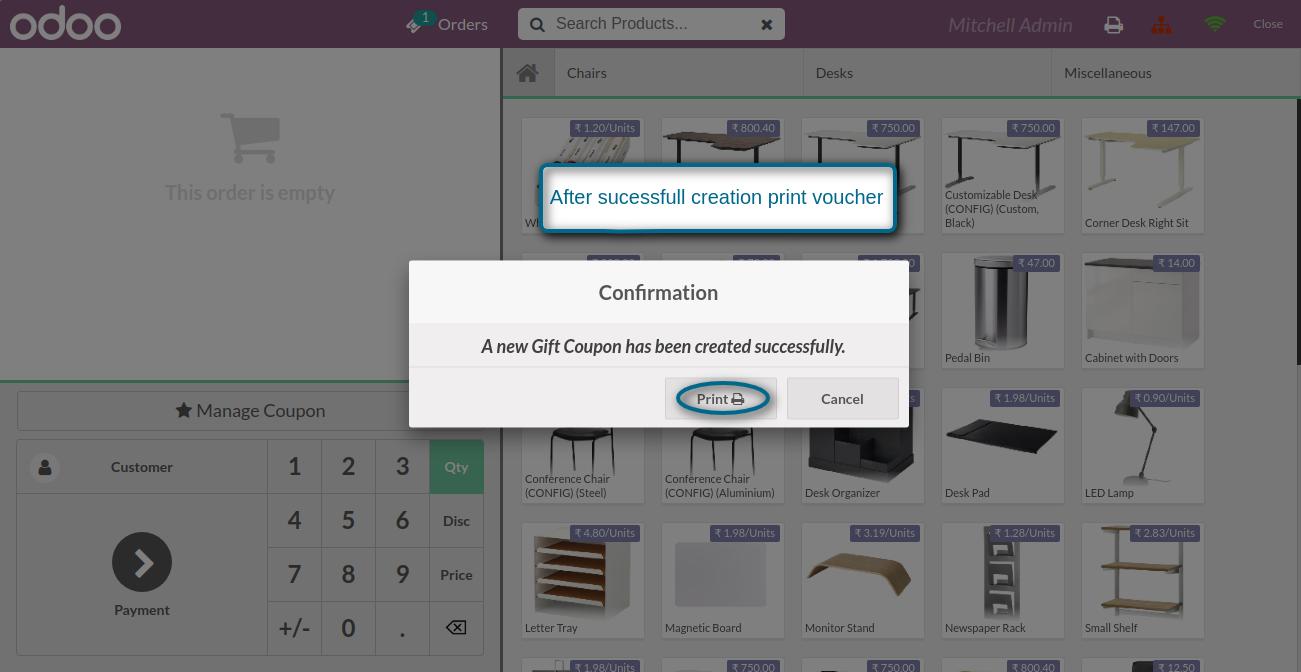 odoo
1
Orders
Search Products...
Mitchell Admin
Close
Chairs
Desks
Miscellaneous
This order is empty
₹ 1.20/Units
₹ 800.40
₹ 750.00
₹ 750.00
Customizable Desk
(CONFIG) (Custom,
Black)
₹ 147.00
Corner Desk Right Sit
After sucessfull creation print voucher
Confirmation
A new Gift Coupon has been created successfully.
Print
Cancel
₹ 47.00
Pedal Bin
₹ 14.00
Cabinet with Doors
Conference Chair
(CONFIG) (Steel)
Conference Chair
(CONFIG) (Aluminium)
Desk Organizer
₹ 1.98/Units
Desk Pad
₹ 0.90/Units
LED Lamp
₹ 4.80/Units
Letter Tray
₹ 1.98/Units
Magnetic Board
₹ 3.19/Units
Monitor Stand
₹ 1.28/Units
Newspaper Rack
₹ 2.83/Units
Small Shelf
₹ 1.98/Units
₹ 750.00
₹ 750.00
₹ 800.40
₹ 12.50
Manage Coupon
Customer
1 2 3 Qty
4 5 6 Disc
7 8 9 Price
+/- 0 .
Payment